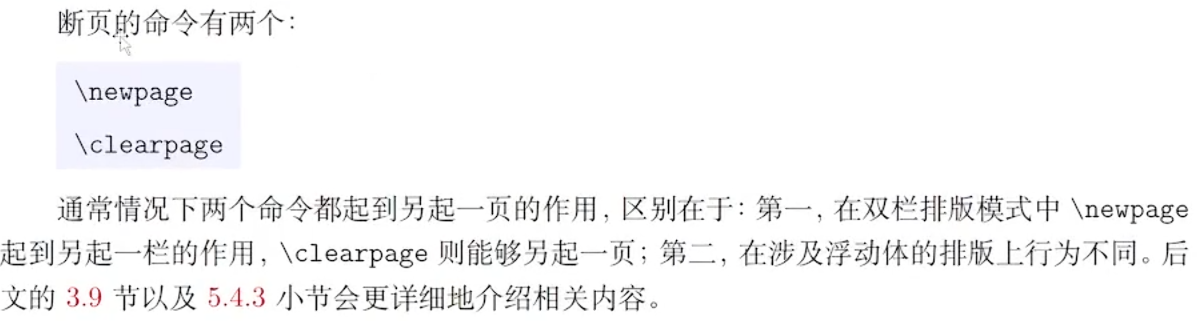 断页的命令有两个：
\newpage
\clearpage
通常情况下两个命令都起到另起一页的作用，区别在于：第一，在双栏排版模式中 \newpage
起到另起一栏的作用，\clearpage 则能够另起一页；第二，在涉及浮动体的排版上行为不同。后
文的 3.9 节以及 5.4.3 小节会更详细地介绍相关内容。